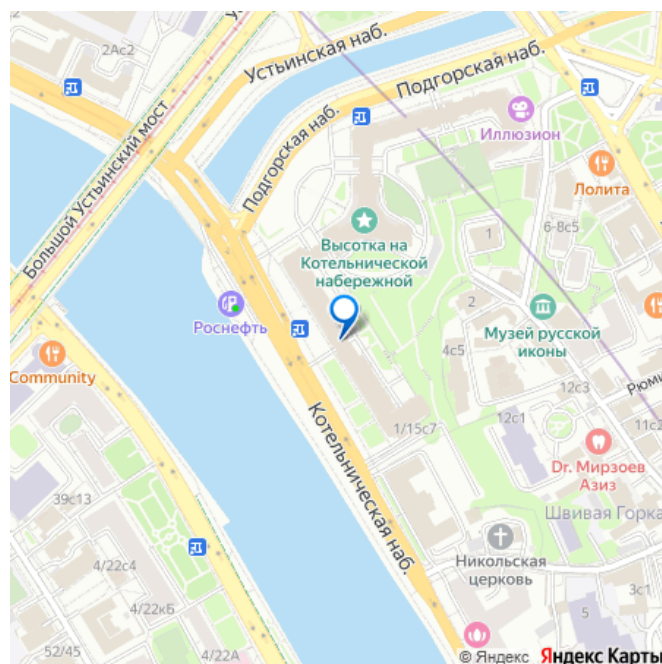 2Ас2
Устьинская наб.
Подгорская наб.
Большой Устьинский мост
Подгорская наб.
Иллюзион
Лолита
6-8с5
1
Высотка на
Котельнической
набережной
2
Роснефть
Музей русской
иконы
4с5
Community
12с3
Рюми
11с2
12с1
1/15с7
Котельническая наб.
Dr. Мирзоев
Азиз
39с13
Швивая Горка
Никольская
церковь
4/22с4
3с1
4/22к6
5
52/45
4/22А
© Яндекс Яндекс Карты